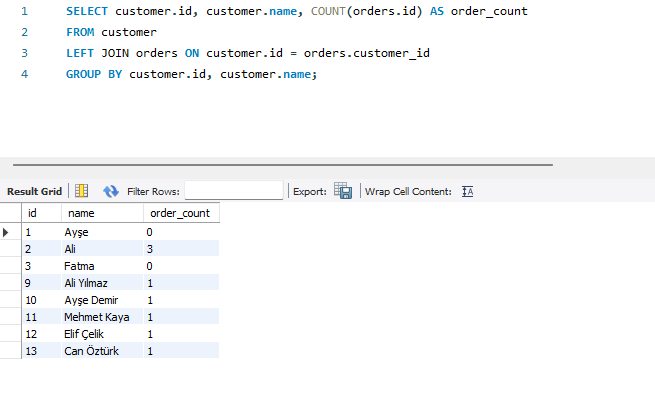 1 SELECT customer.id, customer.name, COUNT(orders.id) AS order_count
2 FROM customer
3 LEFT JOIN orders ON customer.id = orders.customer_id
4 GROUP BY customer.id, customer.name;
Result Grid Filter Rows: Export: Wrap Cell Content: IA
id name order_count
1 Ayşe 0
2 Ali 3
3 Fatma 0
9 Ali Yılmaz 1
10 Ayşe Demir 1
11 Mehmet Kaya 1
12 Elif Çelik 1
13 Can Öztürk 1